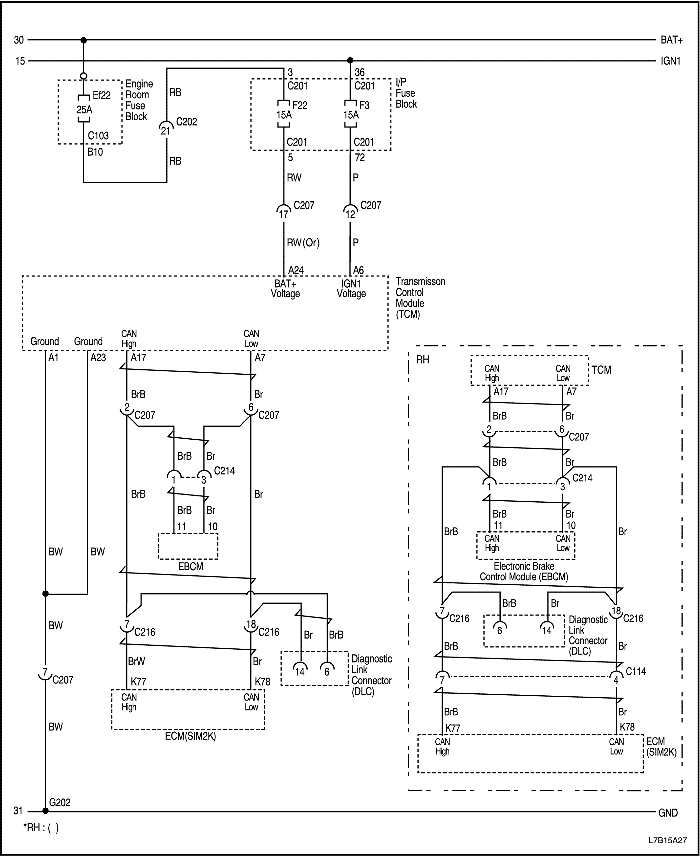 30 BAT+
15 IGN1
Engine
Room
Fuse
Block
Ef22
25A
C103
B10
RB
C202
21
RB
3 36
C201 C201
I/P
Fuse
Block
F22 F3
15A 15A
C201 C201
5 72
RW P
C207 C207
17 12
RW(Or) P
A24 A6
BAT+
Voltage
IGN1
Voltage
Transmisson
Control
Module
(TCM)
Ground Ground
CAN
High
CAN
Low
A1 A23 A17 A7
BrB Br
2 C207 6 C207
BrB Br
1 3 C214
BrB Br
BrB Br
11 10
EBCM
BW BW
BW
7
C207
BW
7 C216 18 C216
BrW Br
K77 K78
CAN
High
CAN
Low
ECM(SIM2K)
Br BrB
14 6
Diagnostic
Link
Connector
(DLC)
RH
CAN
High
CAN
Low
TCM
A17 A7
BrB Br
2 6 C207
BrB Br
1 3 C214
BrB Br
BrB Br
11 10
CAN
High
CAN
Low
Electronic Brake
Control Module (EBCM)
BrB Br
7 C216 18 C216
6 14
Diagnostic
Link
Connector
(DLC)
BrB Br
7 4 C114
BrB Br
K77 K78
CAN
High
CAN
Low
ECM
(SIM2K)
G202
31 GND
*RH : ( )
L7B15A27